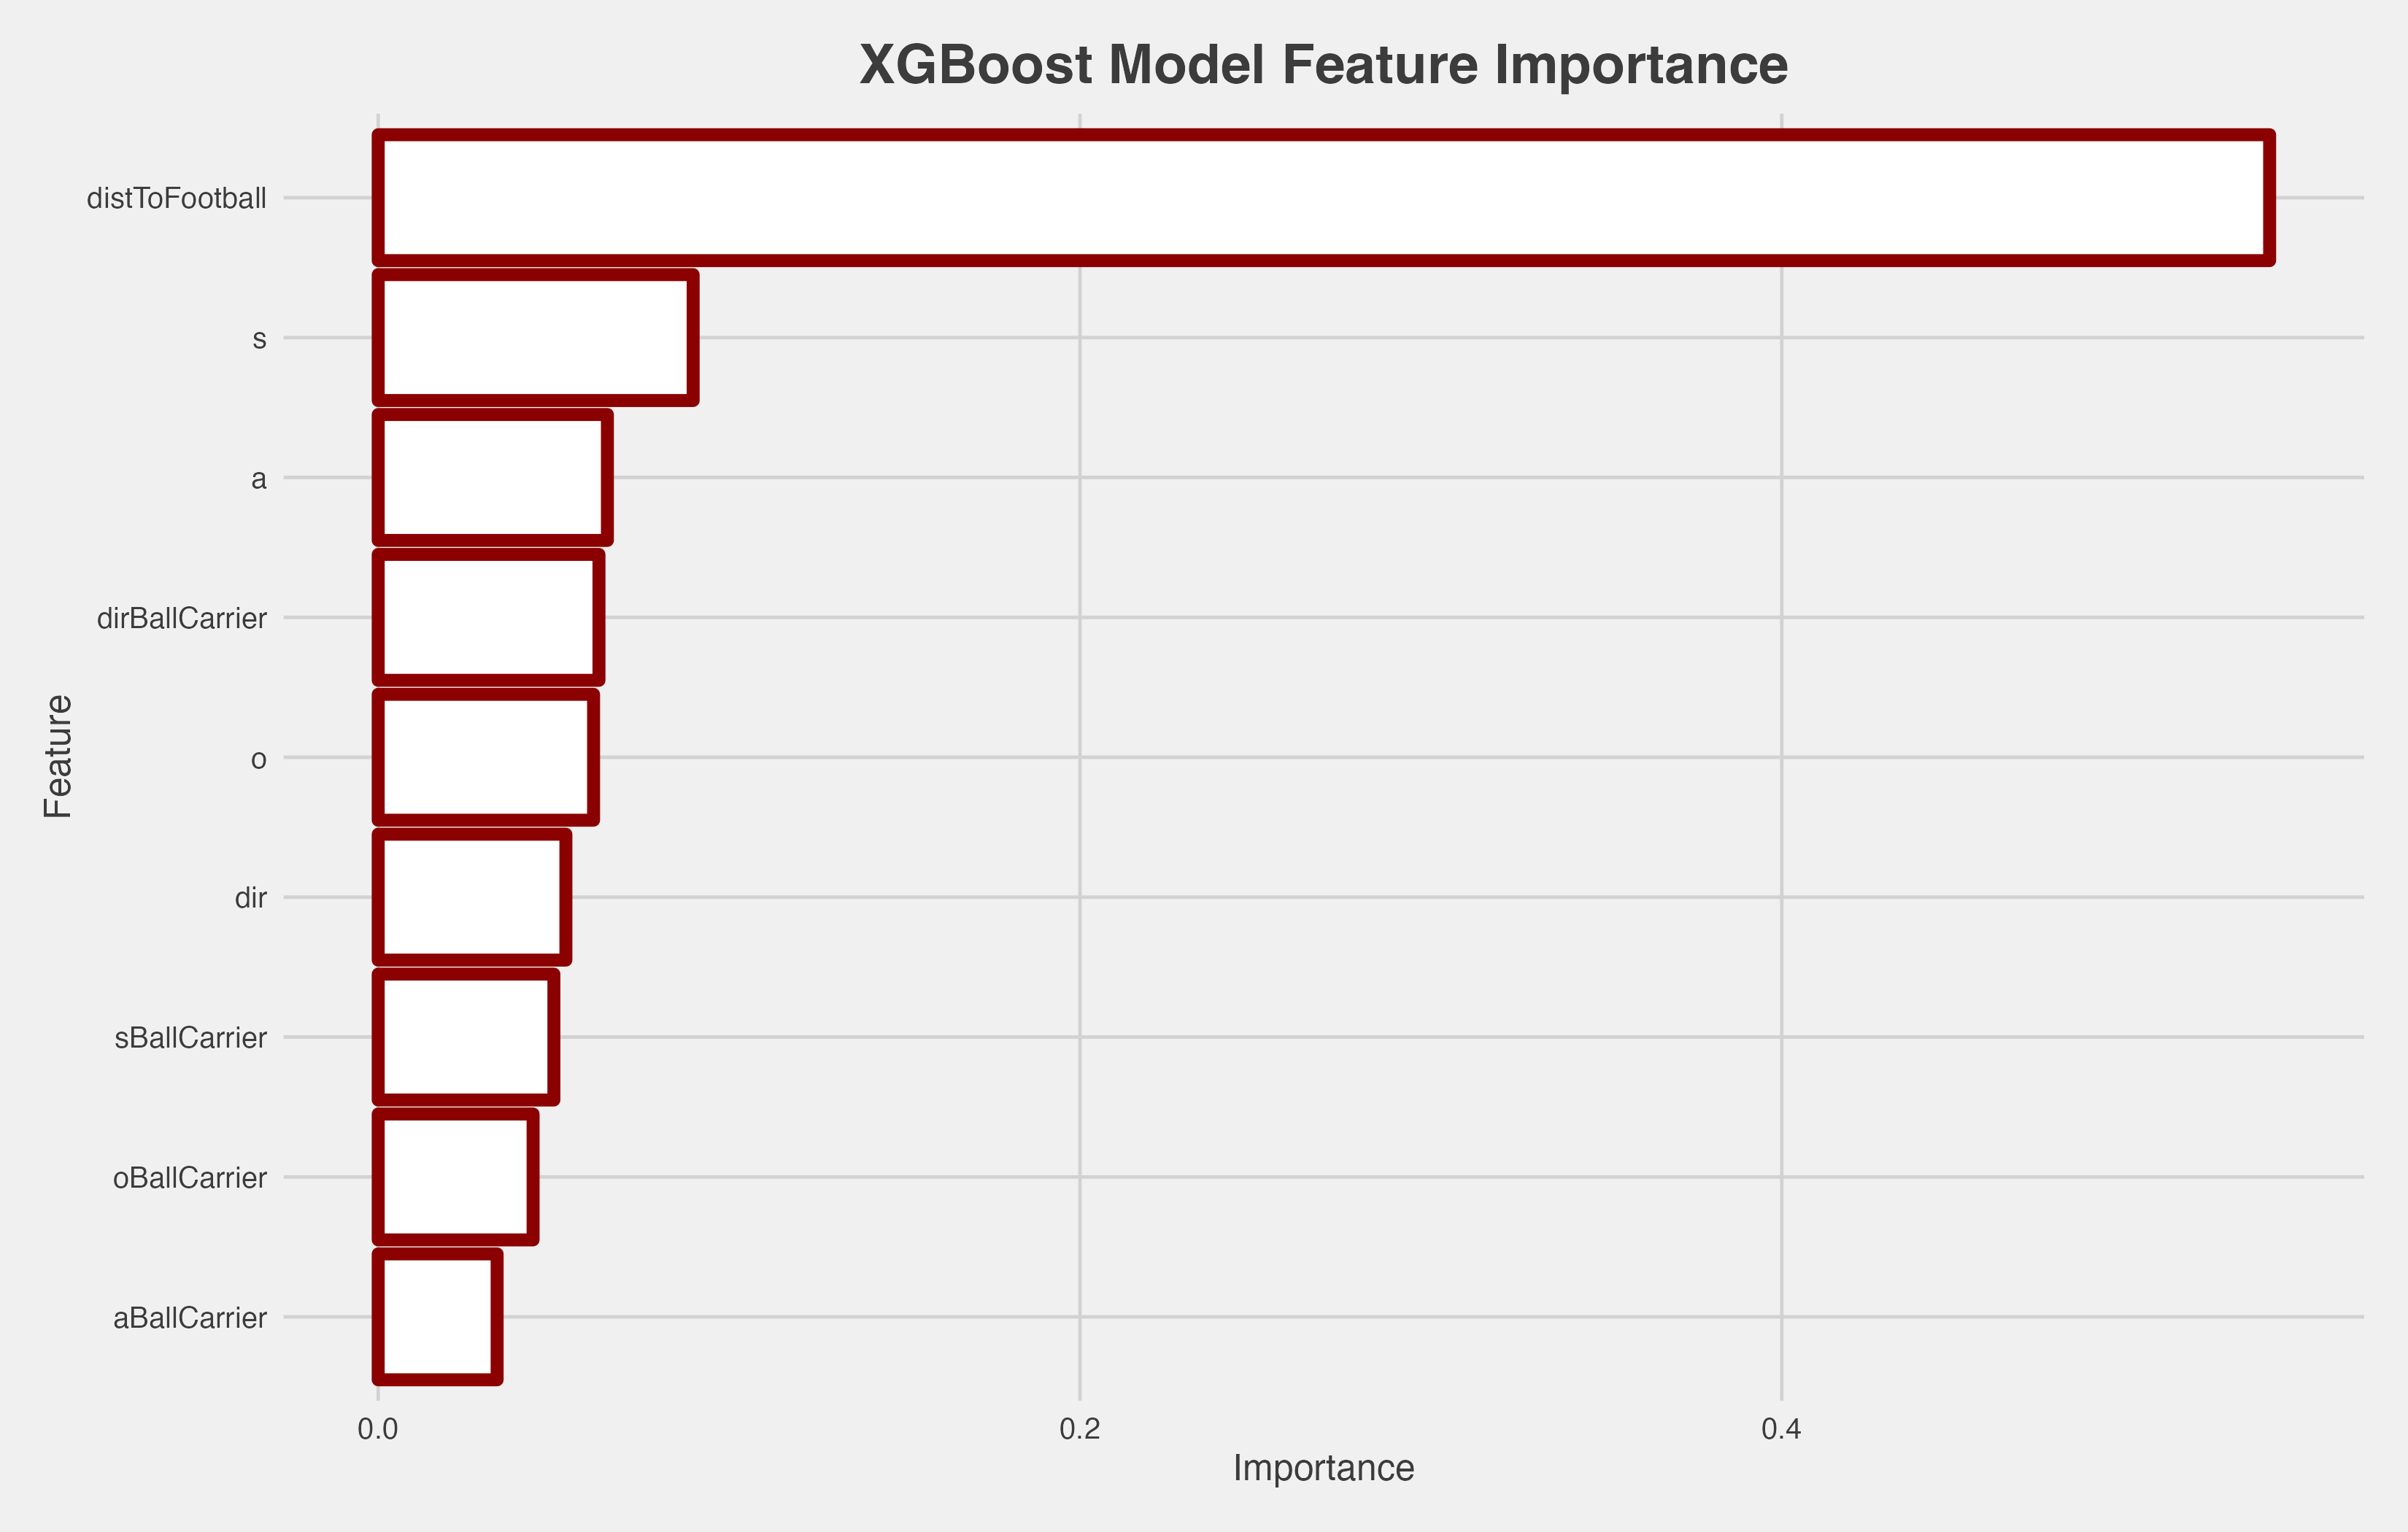 XGBoost Model Feature Importance
distToFootball
s
a
dirBallCarrier
o
dir
sBallCarrier
oBallCarrier
aBallCarrier
Feature
0.0 0.2 0.4
Importance